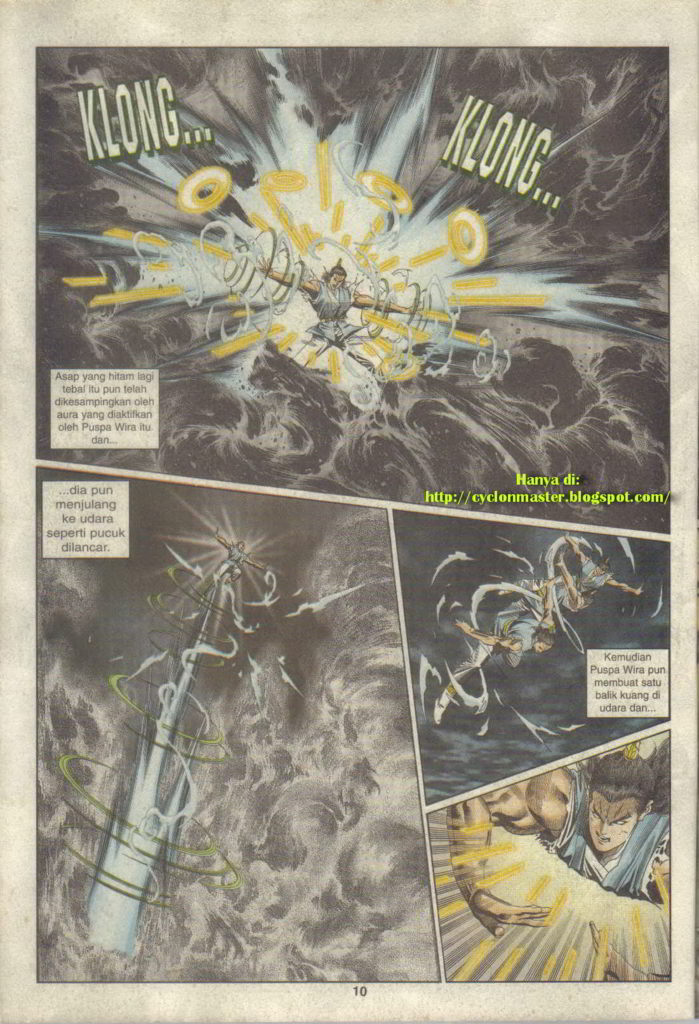 KLONG...
KLONG...
Asap yang hitam lagi
tebal itu pun telah
dikesampingkan oleh
aura yang diaktifkan
oleh Puspa Wira itu
dan...
Hanya di:
http://cyclonmaster.blogspot.com/
...dia pun
menjulang
ke udara
seperti pucuk
dilancar.
Kemudian
Puspa Wira pun
membuat satu
balik kuang di
udara dan...
10